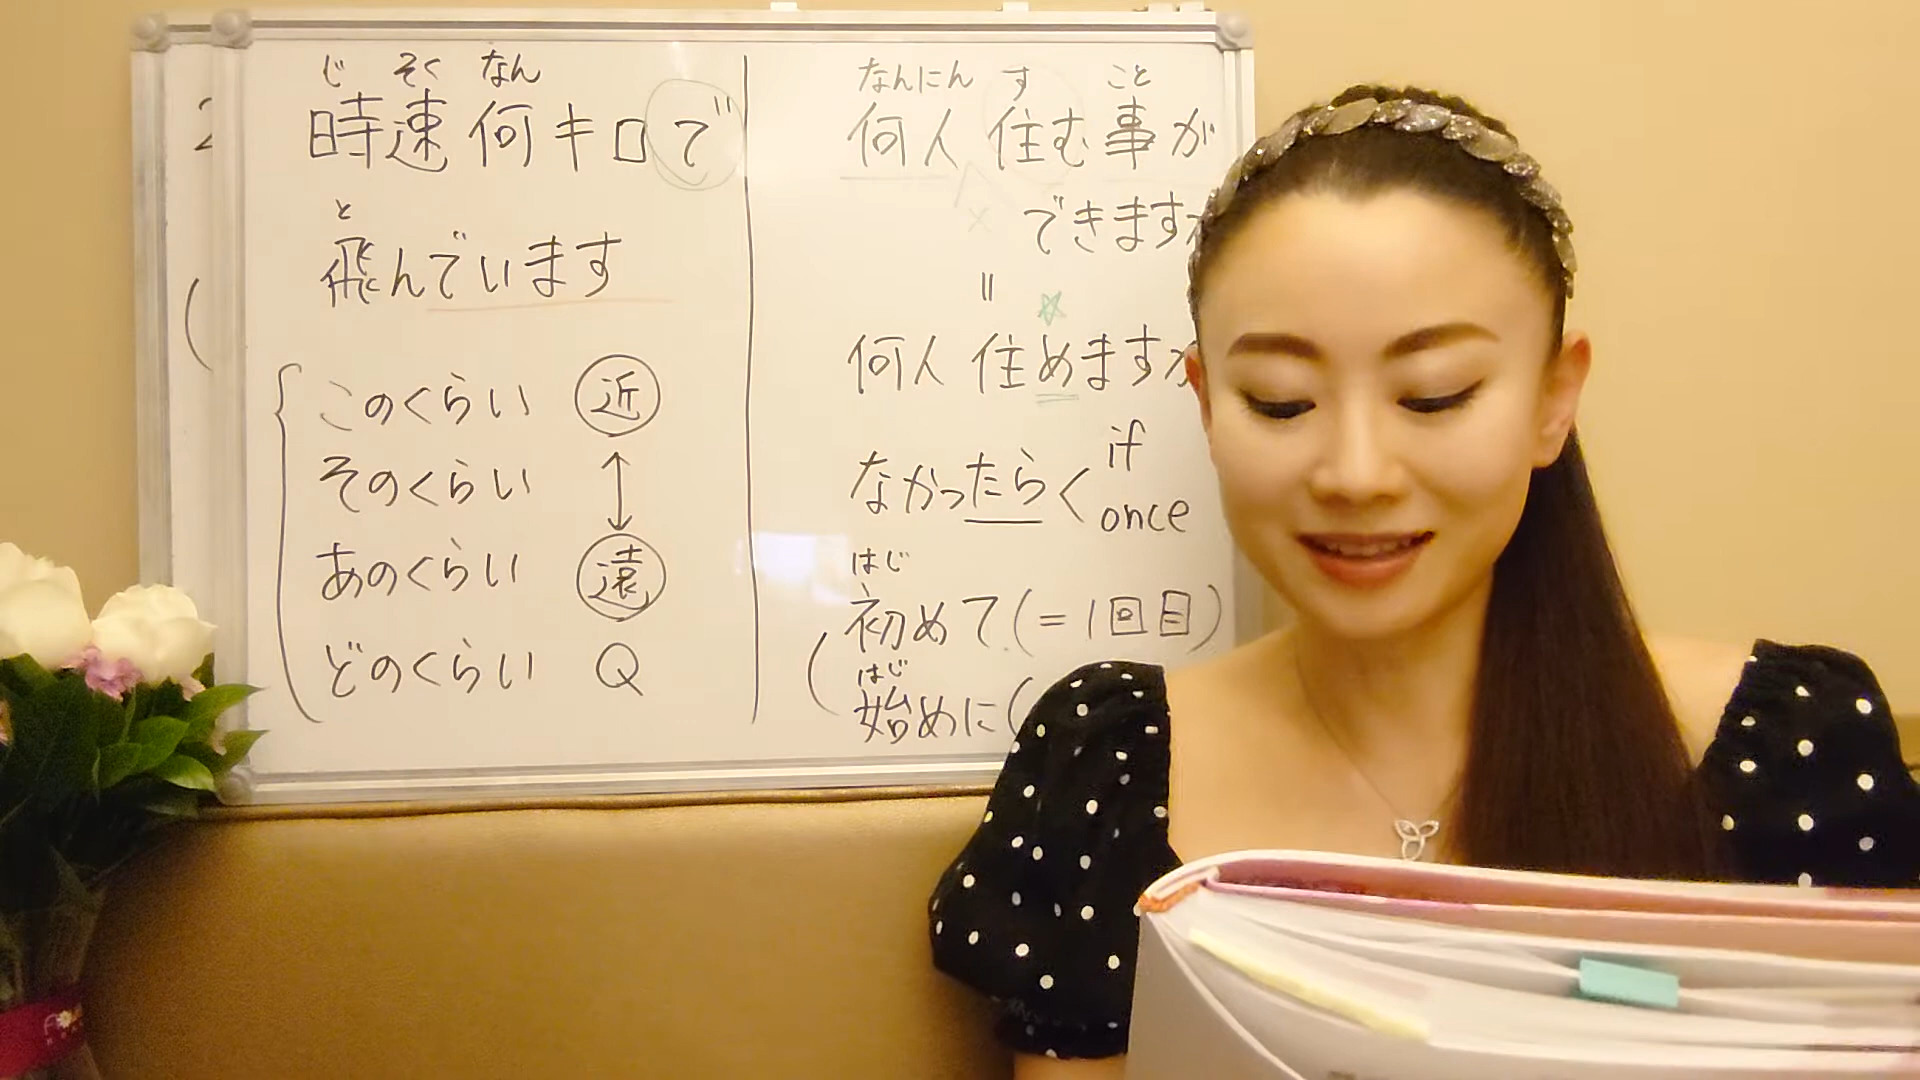 じ そく なん
時速何キロで
と
飛んでいます
このくらい 近
そのくらい
あのくらい 遠
どのくらい Q
なんにん す こと
何人 住む事が
×
できます
=
何人 住めます
なかったら< if
once
はじ
初めて(=1回目)
はじ
(始めに(